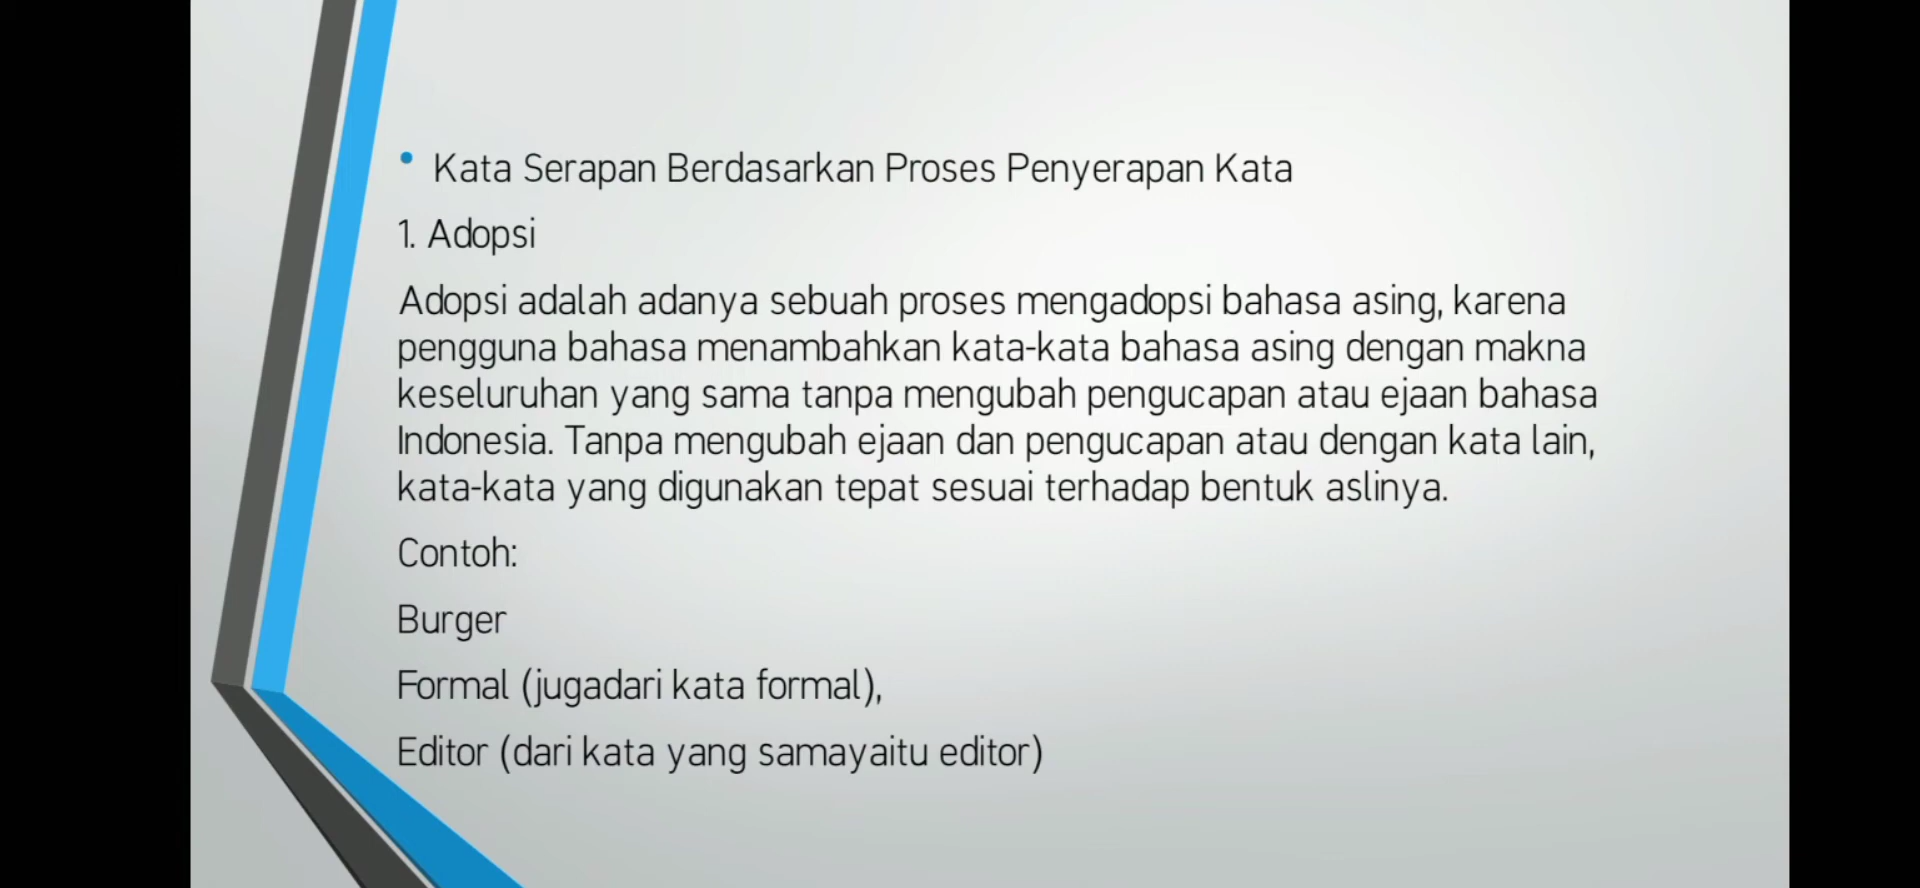 • Kata Serapan Berdasarkan Proses Penyerapan Kata
1. Adopsi
Adopsi adalah adanya sebuah proses mengadopsi bahasa asing, karena
pengguna bahasa menambahkan kata-kata bahasa asing dengan makna
keseluruhan yang sama tanpa mengubah pengucapan atau ejaan bahasa
Indonesia. Tanpa mengubah ejaan dan pengucapan atau dengan kata lain,
kata-kata yang digunakan tepat sesuai terhadap bentuk aslinya.
Contoh:
Burger
Formal (jugadari kata formal),
Editor (dari kata yang samayaitu editor)